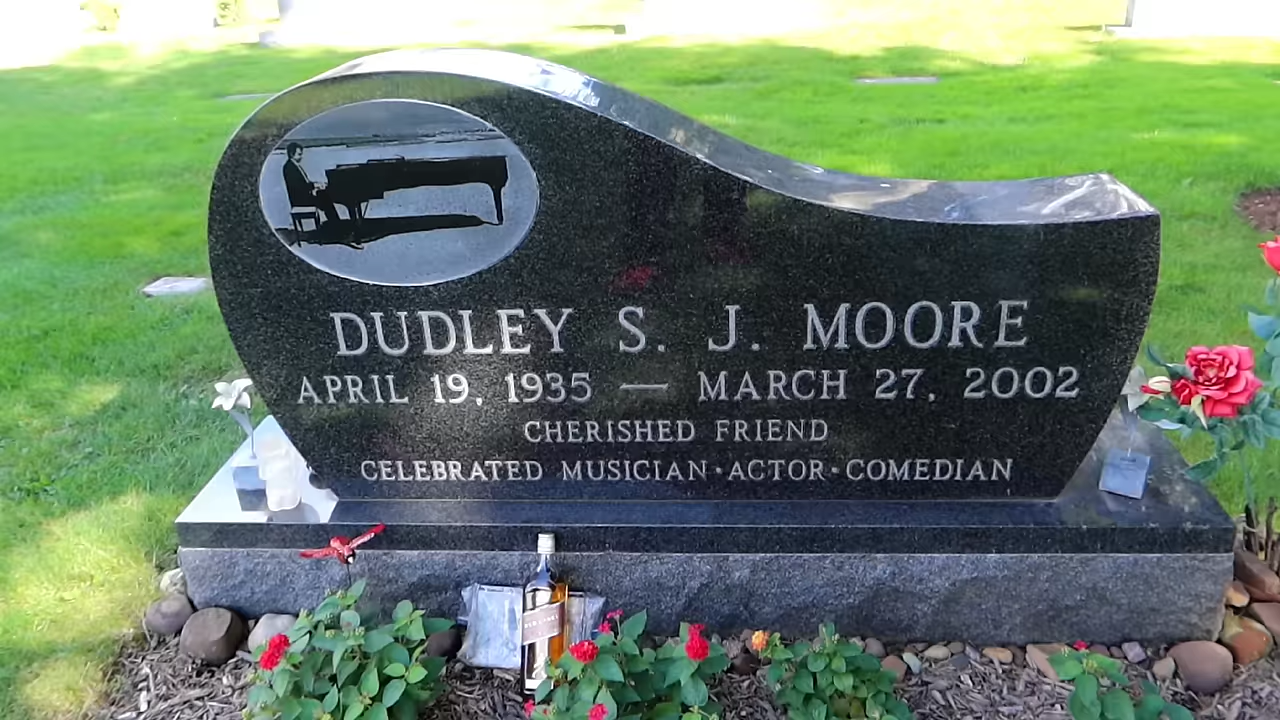 DUDLEY S. J. MOORE
APRIL 19, 1935 — MARCH 27, 2002
CHERISHED FRIEND
CELEBRATED MUSICIAN · ACTOR · COMEDIAN